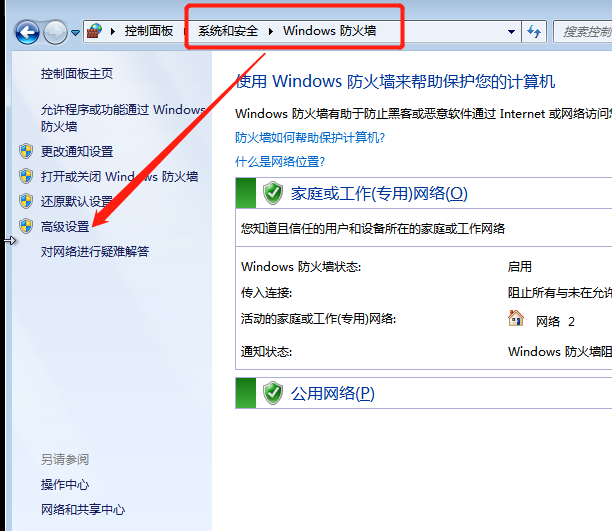 控制面板 系统和安全 Windows 防火墙 搜索控制
控制面板主页
允许程序或功能通过 Windows
防火墙
更改通知设置
打开或关闭 Windows 防火墙
还原默认设置
高级设置
对网络进行疑难解答
另请参阅
操作中心
网络和共享中心
使用 Windows 防火墙来帮助保护您的计算机
Windows 防火墙有助于防止黑客或恶意软件通过 Internet 或网络访问
防火墙如何帮助保护计算机?
什么是网络位置?
家庭或工作(专用)网络(O)
您知道且信任的用户和设备所在的家庭或工作网络
Windows 防火墙状态: 启用
传入连接: 阻止所有与未在允许
活动的家庭或工作(专用)网络: 网络 2
通知状态: Windows 防火墙阻
公用网络(P)